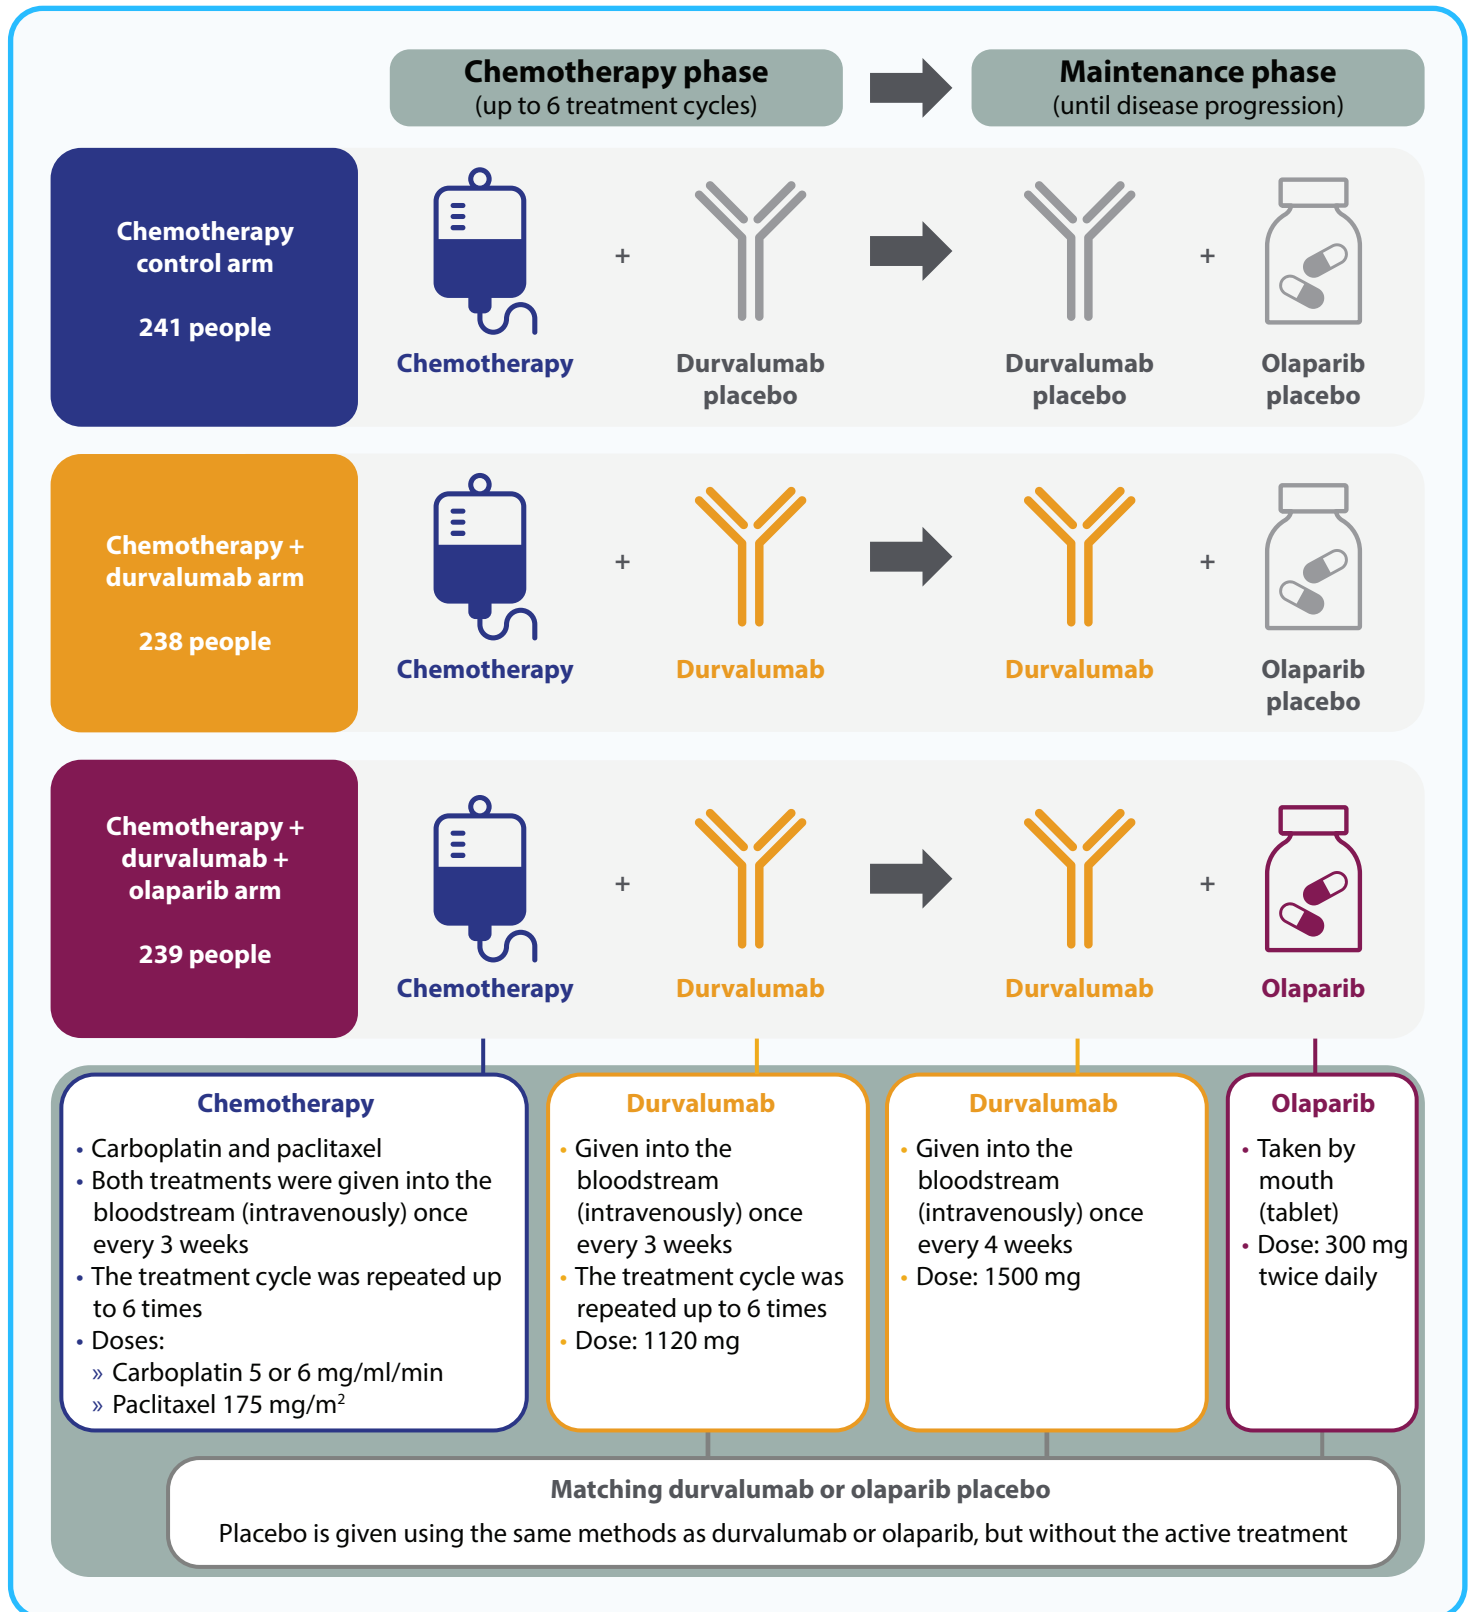 Chemotherapy phase
(up to 6 treatment cycles)
Maintenance phase
(until disease progression)
Chemotherapy
control arm
241 people
Chemotherapy
+
Durvalumab
placebo
Durvalumab
placebo
+
Olaparib
placebo
Chemotherapy +
durvalumab arm
238 people
Chemotherapy
+
Durvalumab
Durvalumab
+
Olaparib
placebo
Chemotherapy +
durvalumab +
olaparib arm
239 people
Chemotherapy
+
Durvalumab
Durvalumab
+
Olaparib
Chemotherapy
• Carboplatin and paclitaxel
• Both treatments were given into the
bloodstream (intravenously) once
every 3 weeks
• The treatment cycle was repeated up
to 6 times
• Doses:
» Carboplatin 5 or 6 mg/ml/min
» Paclitaxel 175 mg/m²
Durvalumab
• Given into the
bloodstream
(intravenously) once
every 3 weeks
• The treatment cycle was
repeated up to 6 times
• Dose: 1120 mg
Durvalumab
• Given into the
bloodstream
(intravenously) once
every 4 weeks
• Dose: 1500 mg
Olaparib
• Taken by
mouth
(tablet)
• Dose: 300 mg
twice daily
Matching durvalumab or olaparib placebo
Placebo is given using the same methods as durvalumab or olaparib, but without the active treatment